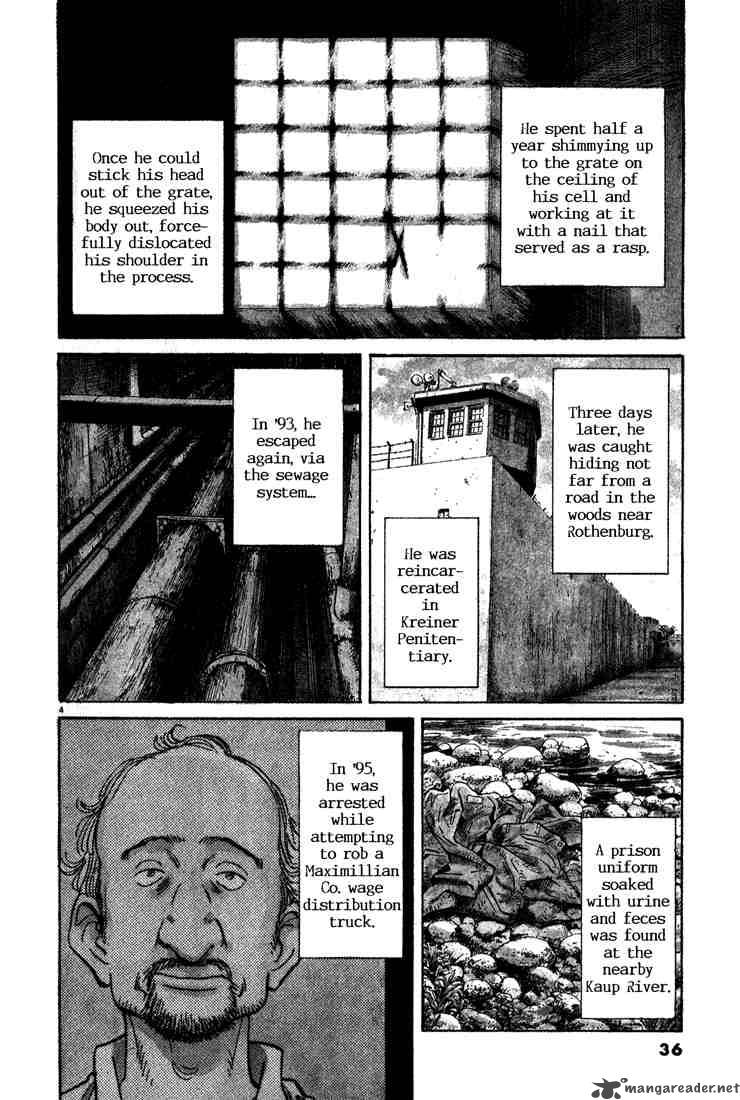 He spent half a
year shimmying up
to the grate on
the ceiling of
his cell and
working at it
with a nail that
served as a rasp.
Once he could
stick his head
out of the grate,
he squeezed his
body out, force-
fully dislocated
his shoulder in
the process.
Three days
later, he
was caught
hiding not
far from a
road in the
woods near
Rothenburg.
He was
reincar-
cerated
in
Kreiner
Peniten-
tiary.
In '93, he
escaped
again, via
the sewage
system...
4
A prison
uniform
soaked
with urine
and feces
was found
at the
nearby
Kaup River.
In '95,
he was
arrested
while
attempting
to rob a
Maximillian
Co. wage
distribution
truck.
36
mangareader.net